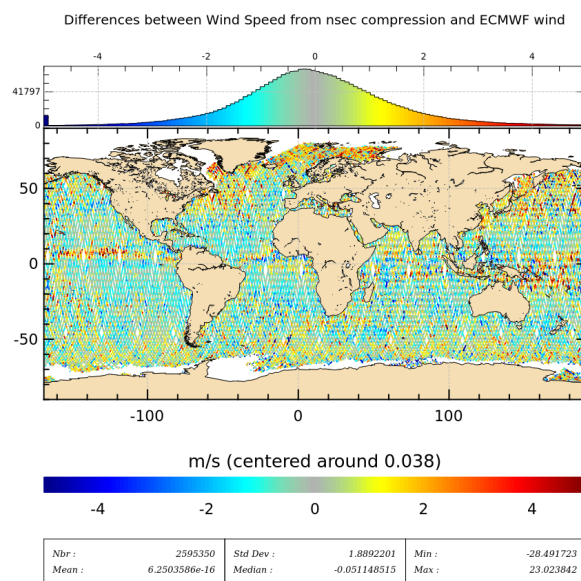 Differences between Wind Speed from nsec compression and ECMWF wind
-4 -2 0 2 4
41797
0
50
0
-50
-100 0 100
m/s (centered around 0.038)
-4 -2 0 2 4
Nbr : 2595350 Std Dev : 1.8892201 Min : -28.491723
Mean : 6.2503586e-16 Median : -0.051148515 Max : 23.023842